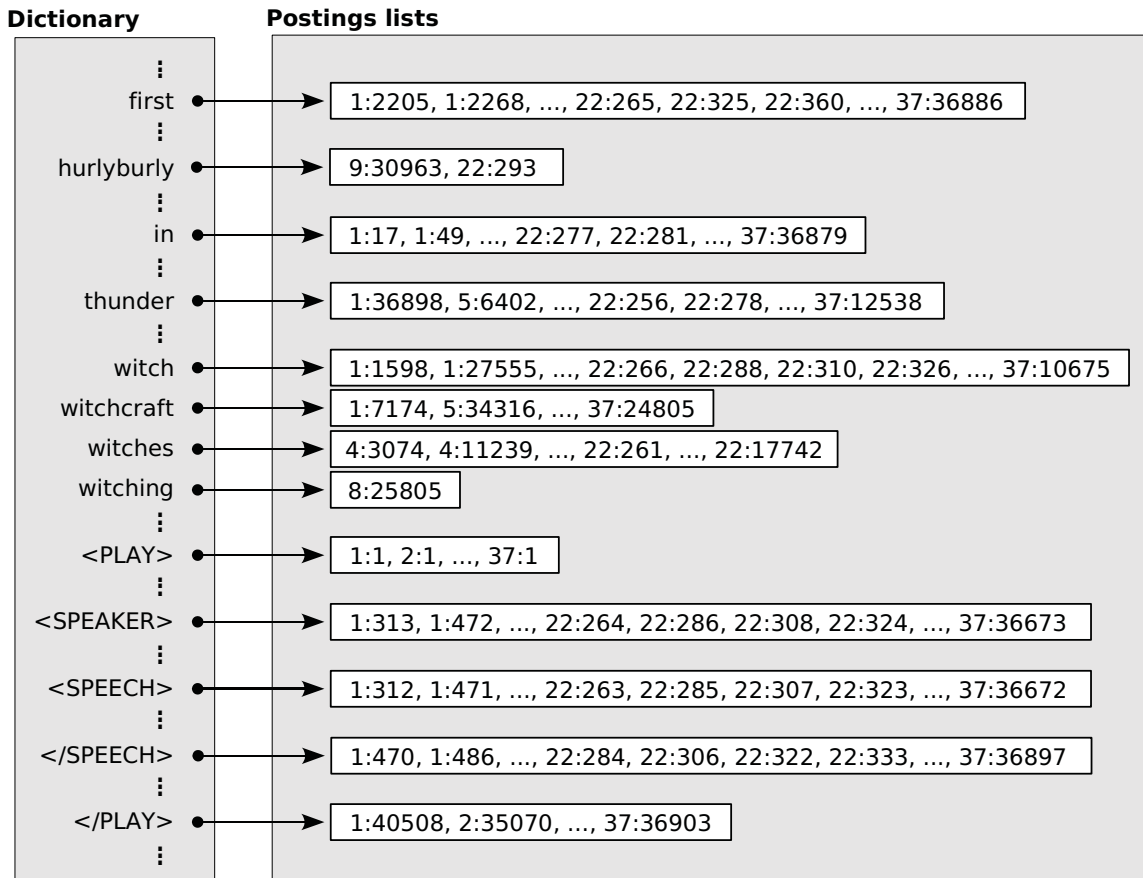 Dictionary Postings lists
first 1:2205, 1:2268, ..., 22:265, 22:325, 22:360, ..., 37:36886
hurlyburly 9:30963, 22:293
in 1:17, 1:49, ..., 22:277, 22:281, ..., 37:36879
thunder 1:36898, 5:6402, ..., 22:256, 22:278, ..., 37:12538
witch 1:1598, 1:27555, ..., 22:266, 22:288, 22:310, 22:326, ..., 37:10675
witchcraft 1:7174, 5:34316, ..., 37:24805
witches 4:3074, 4:11239, ..., 22:261, ..., 22:17742
witching 8:25805
<PLAY> 1:1, 2:1, ..., 37:1
<SPEAKER> 1:313, 1:472, ..., 22:264, 22:286, 22:308, 22:324, ..., 37:36673
<SPEECH> 1:312, 1:471, ..., 22:263, 22:285, 22:307, 22:323, ..., 37:36672
</SPEECH> 1:470, 1:486, ..., 22:284, 22:306, 22:322, 22:333, ..., 37:36897
</PLAY> 1:40508, 2:35070, ..., 37:36903